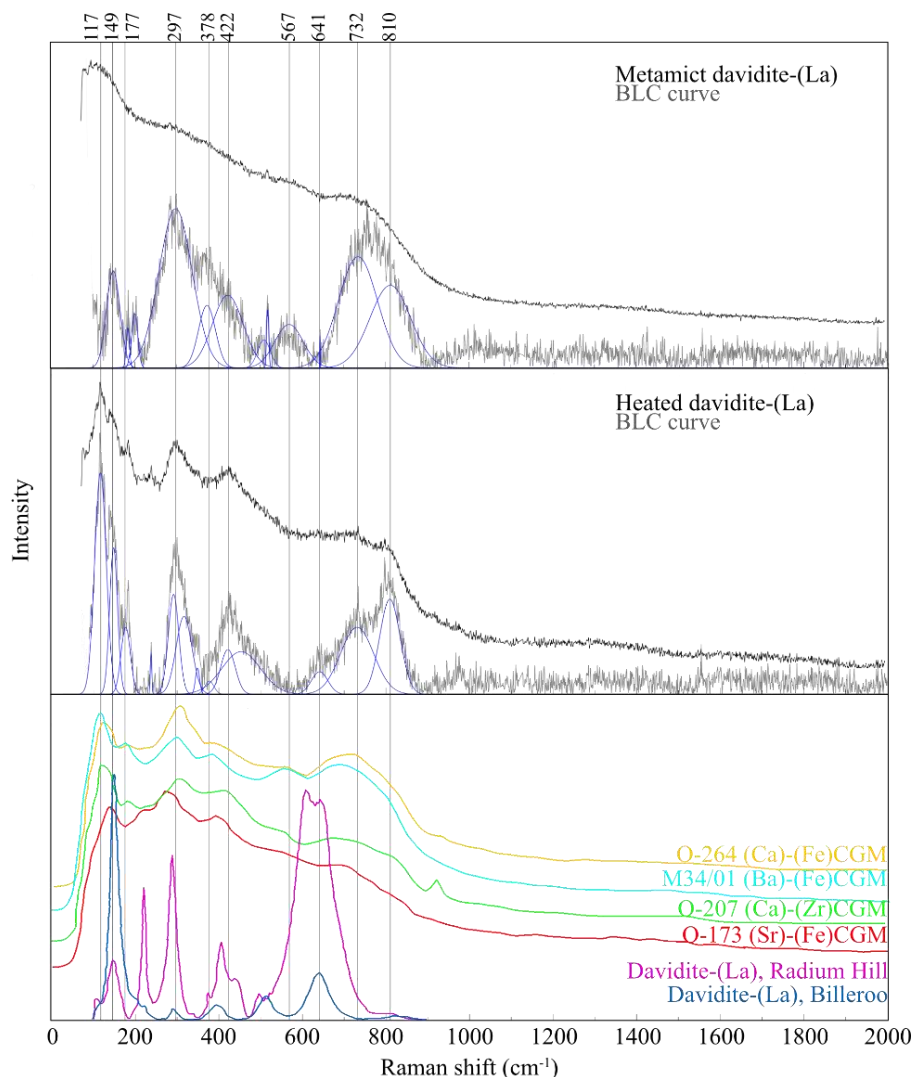 117 149 177 297 378 422 567 641 732 810
Metamict davidite-(La)
BLC curve
Heated davidite-(La)
BLC curve
Intensity
O-264 (Ca)-(Fe)CGM
M34/01 (Ba)-(Fe)CGM
O-207 (Ca)-(Zr)CGM
O-173 (Sr)-(Fe)CGM
Davidite-(La), Radium Hill
Davidite-(La), Billeroo
0 200 400 600 800 1000 1200 1400 1600 1800 2000
Raman shift (cm⁻¹)